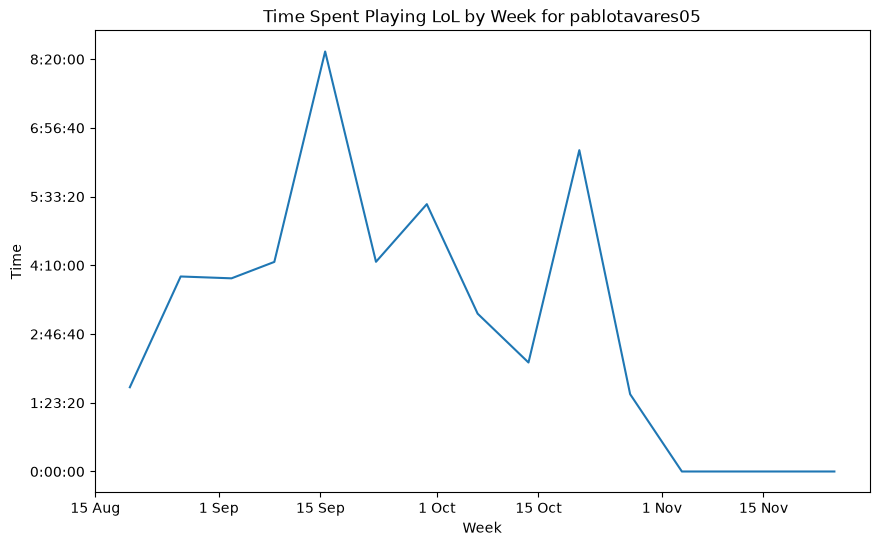 Time Spent Playing LoL by Week for pablotavares05
8:20:00
6:56:40
5:33:20
4:10:00
2:46:40
1:23:20
0:00:00
Time
15 Aug 1 Sep 15 Sep 1 Oct 15 Oct 1 Nov 15 Nov
Week